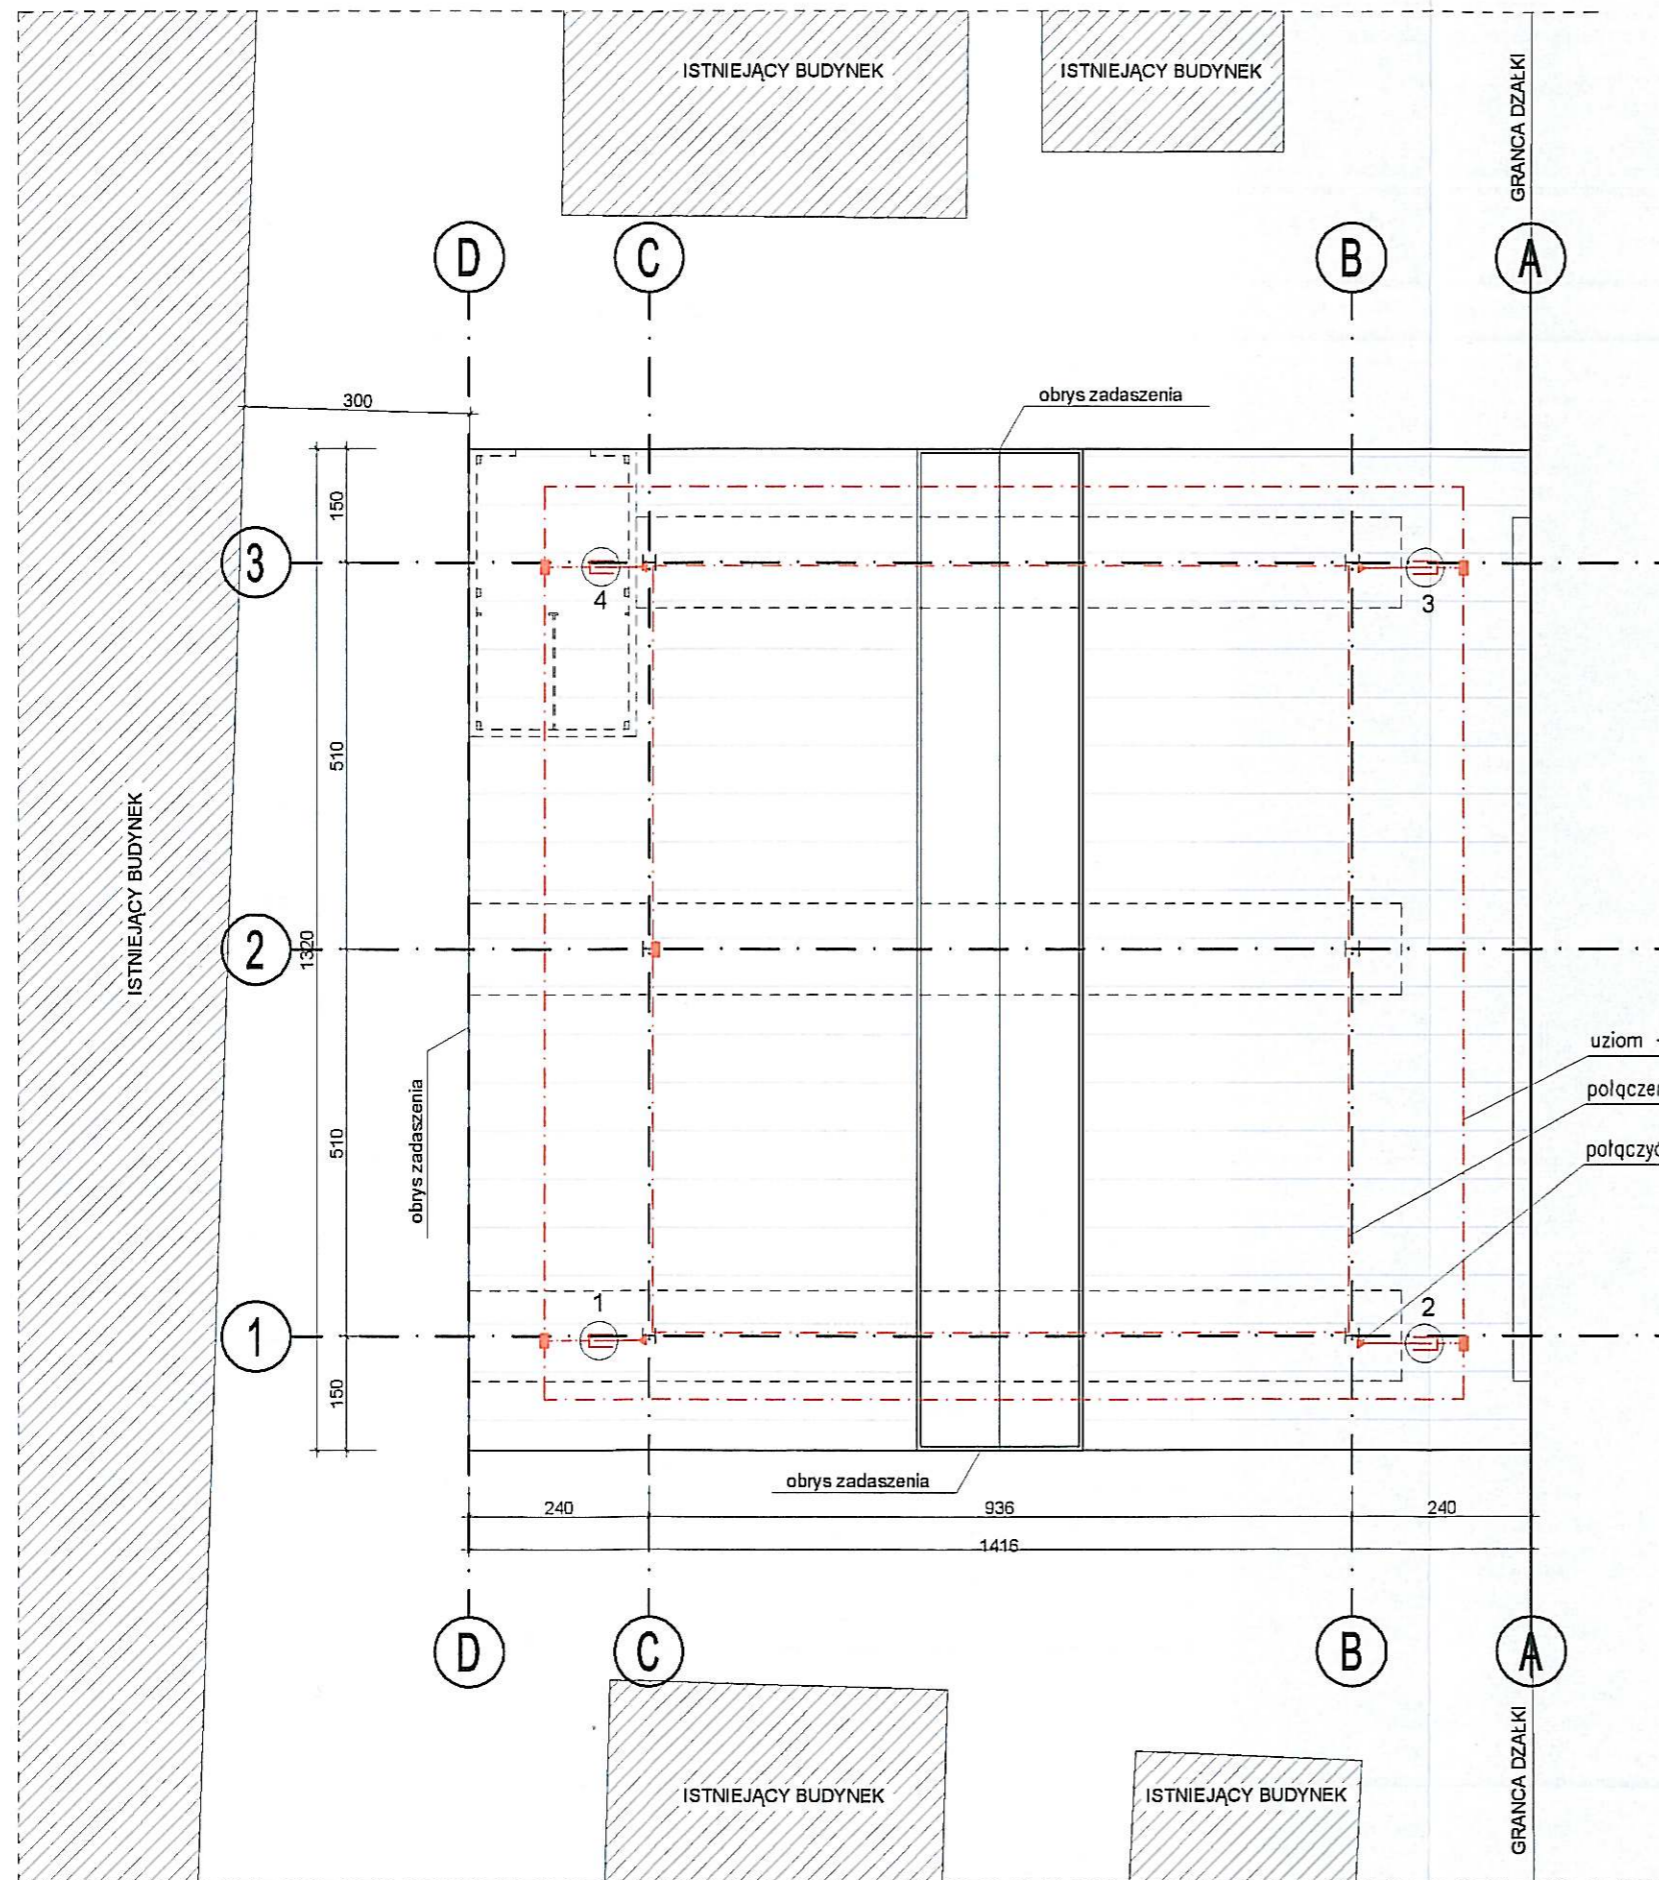 ISTNIEJĄCY BUDYNEK
ISTNIEJĄCY BUDYNEK
GRANCA DZAŁKI
D
C
B
A
300
obrys zadaszenia
150
3
4
3
510
ISTNIEJĄCY BUDYNEK
2
1320
uziom
połączen
połączyć
obrys zadaszenia
510
1
1
2
150
obrys zadaszenia
240
936
240
1416
D
C
B
A
GRANCA DZAŁKI
ISTNIEJĄCY BUDYNEK
ISTNIEJĄCY BUDYNEK